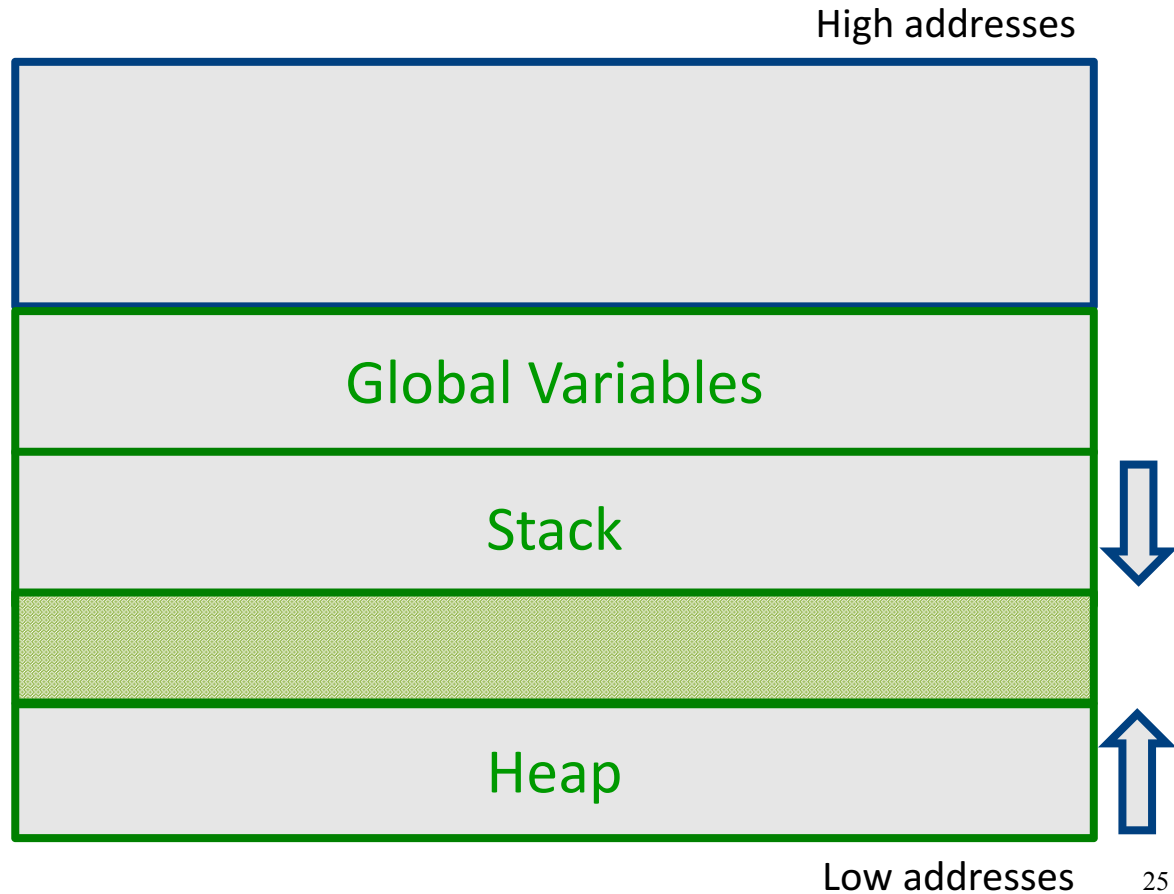 High addresses
Global Variables
Stack
Heap
Low addresses
25